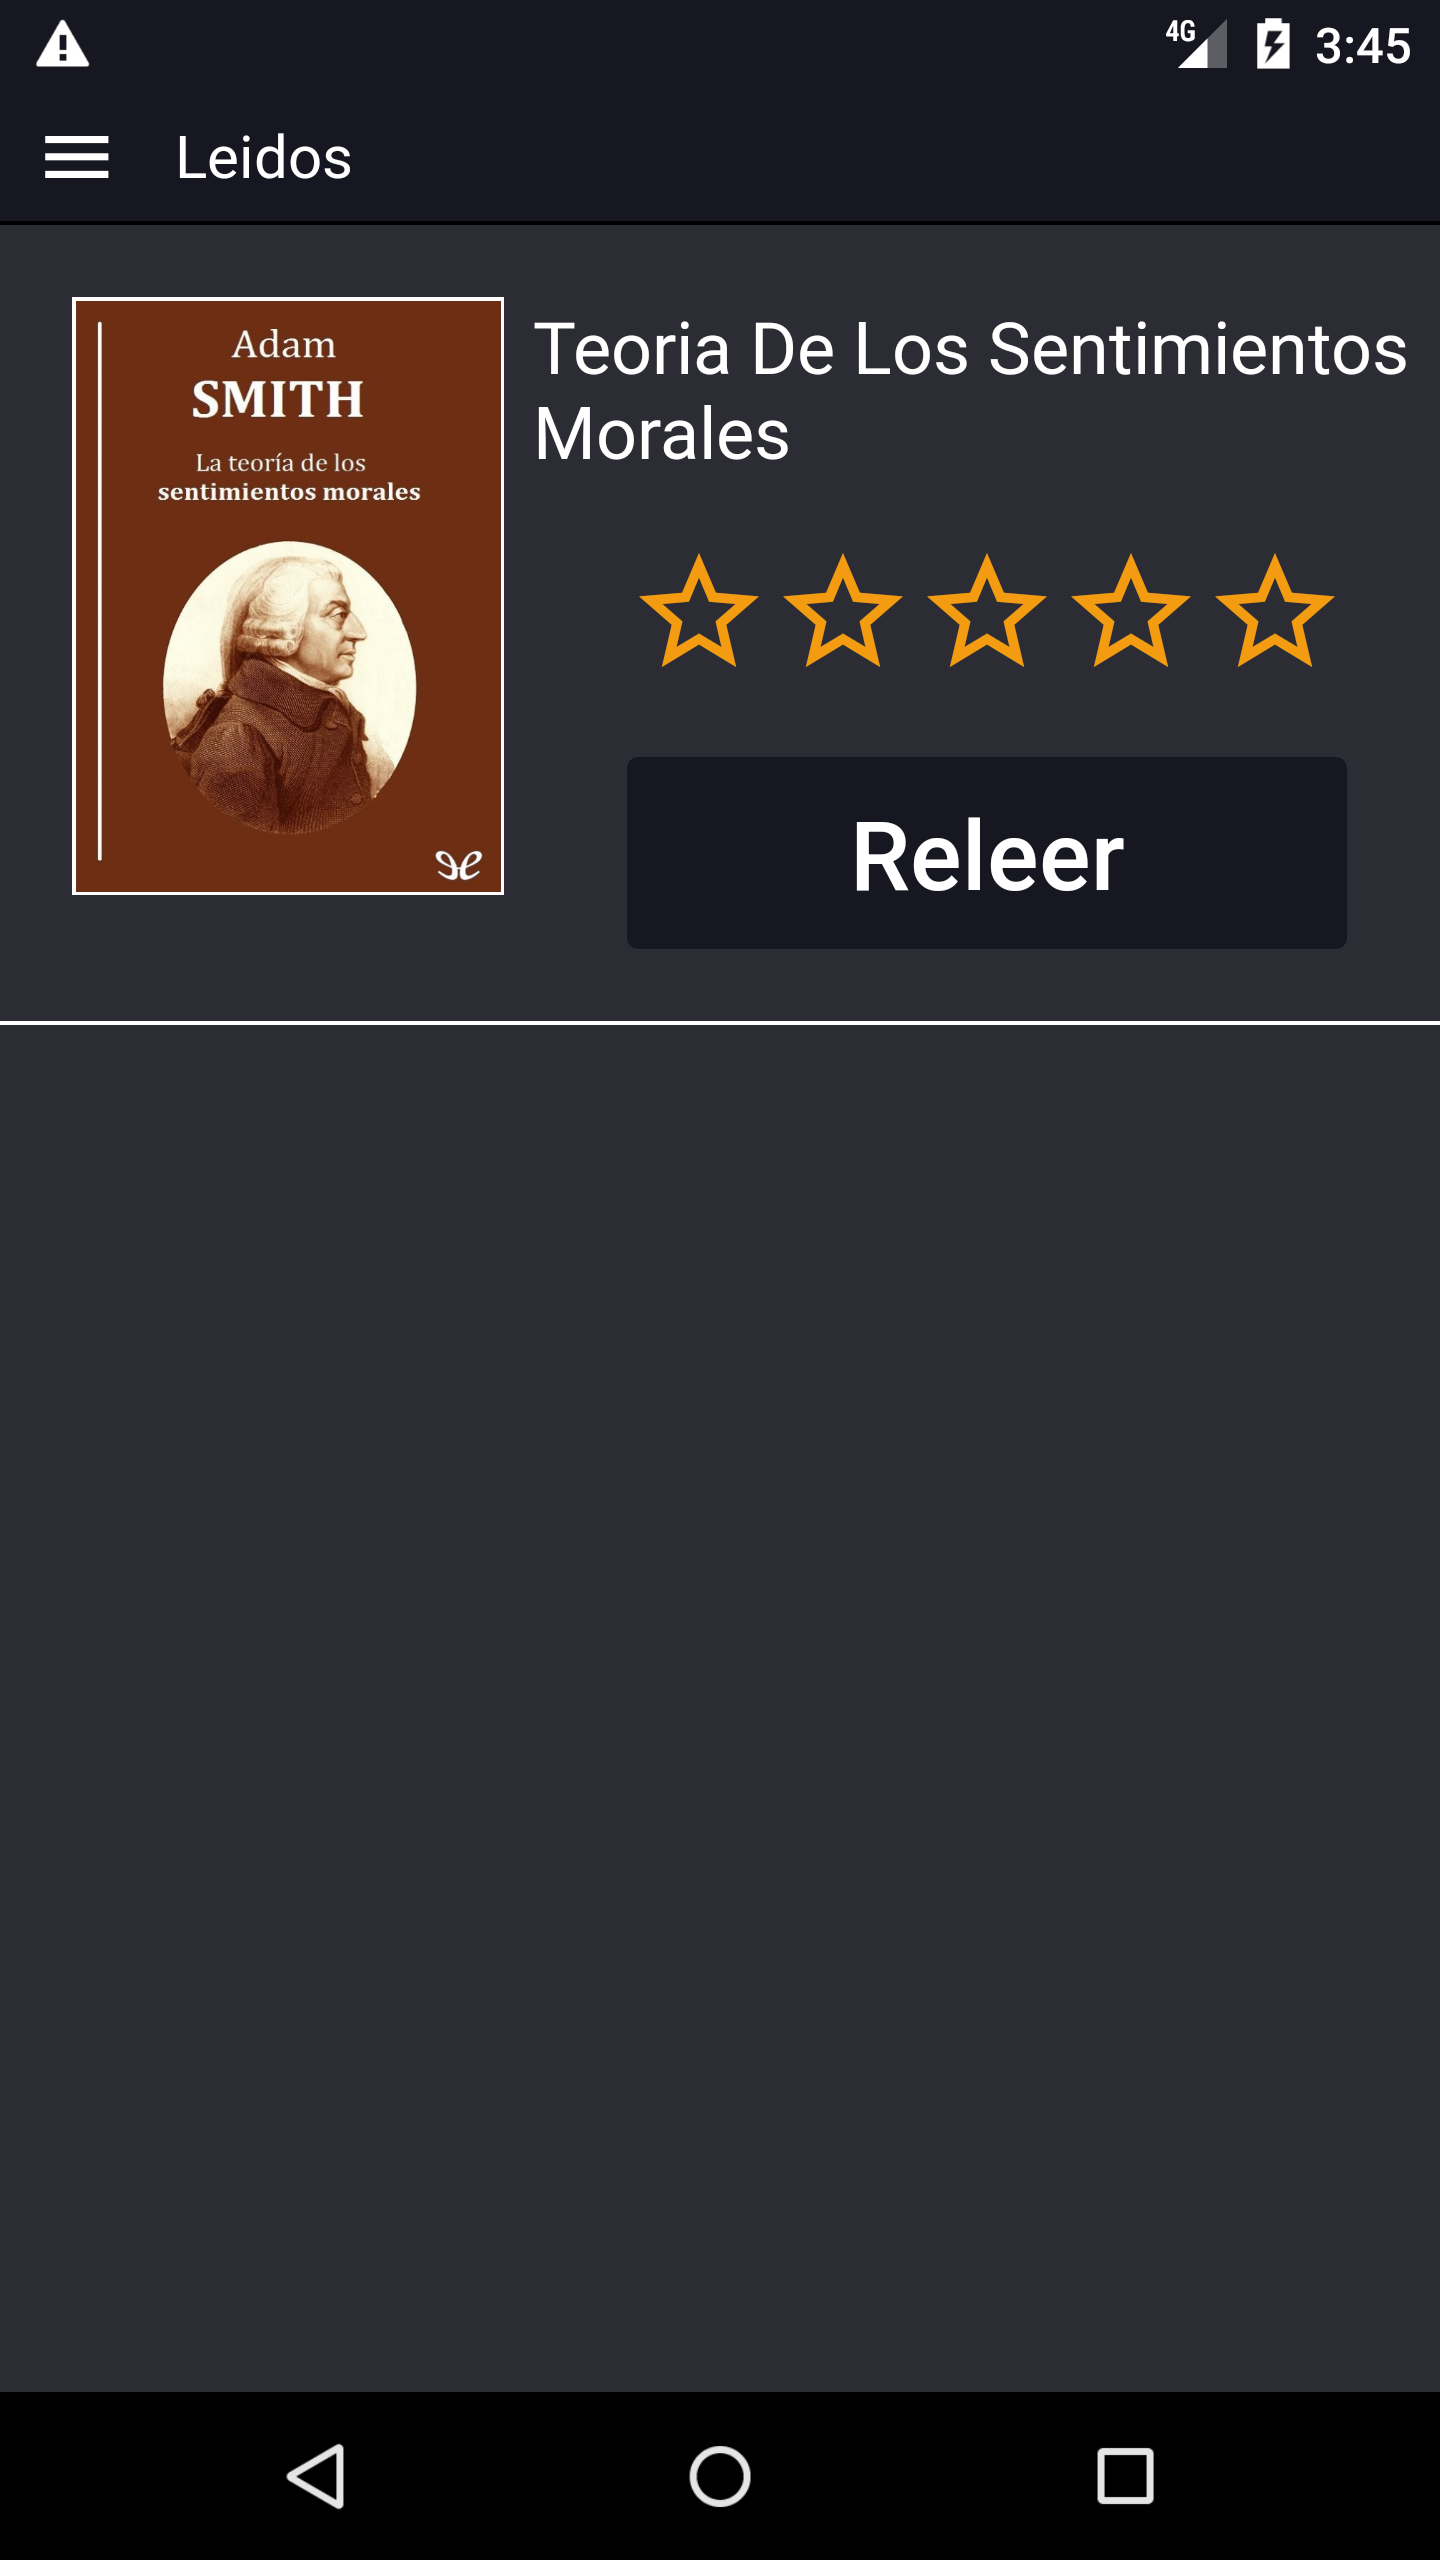 4G 3:45
Leidos
Adam
SMITH
La teoría de los
sentimientos morales
Teoria De Los Sentimientos
Morales
Releer